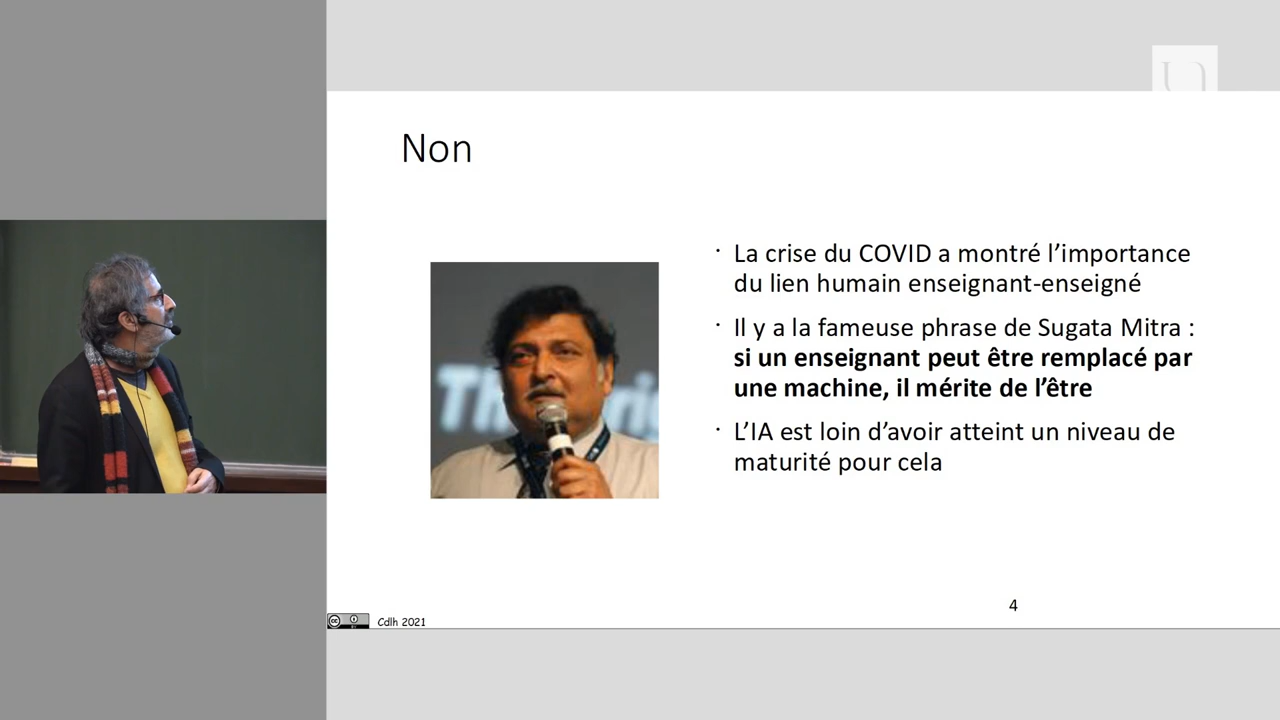 Non
La crise du COVID a montré l’importance
du lien humain enseignant-enseigné
Il y a la fameuse phrase de Sugata Mitra :
si un enseignant peut être remplacé par
une machine, il mérite de l’être
L’IA est loin d’avoir atteint un niveau de
maturité pour cela
4
Cdlh 2021